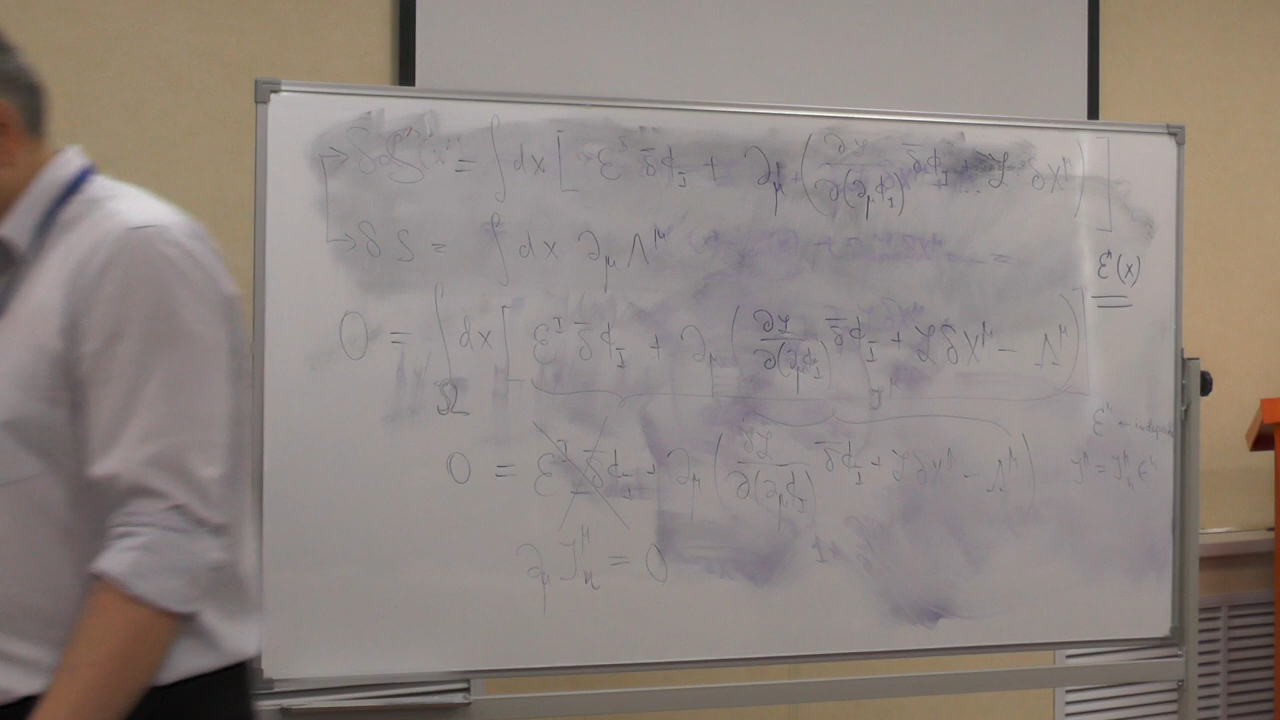 δS = ∫ dx [ ℰ^I δ̄φ_I + ∂_μ ( ∂ℒ/∂(∂_μφ_I) δ̄φ_I + ℒ δx^μ ) ]
δS = ∫ dx ∂_μ Λ^μ =
ε^n(x)
0 = ∫_Ω dx [ ℰ^I δ̄φ_I + ∂_μ ( ∂ℒ/∂(∂_μφ_I) δ̄φ_I + ℒ δx^μ − Λ^μ ) ]
J^μ
0 = ℰ^I δ̄φ_I + ∂_μ ( ∂ℒ/∂(∂_μφ_I) δ̄φ_I + ℒ δx^μ − Λ^μ )
ε^n ←
J^μ = J^μ_n ε^n
∂_μ J^μ_n = 0